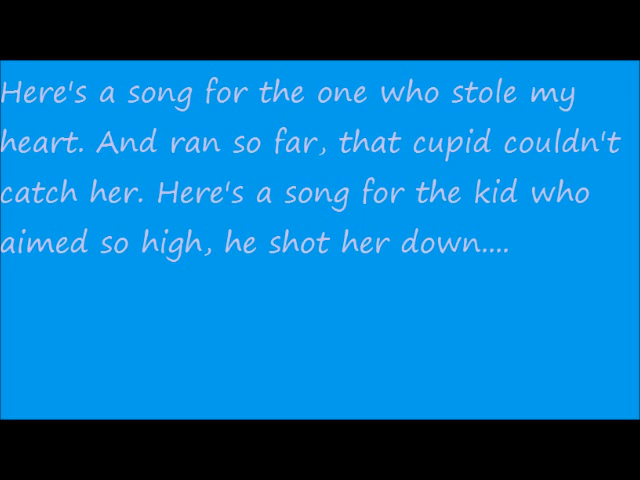 Here's a song for the one who stole my
heart. And ran so far, that cupid couldn't
catch her. Here's a song for the kid who
aimed so high, he shot her down....